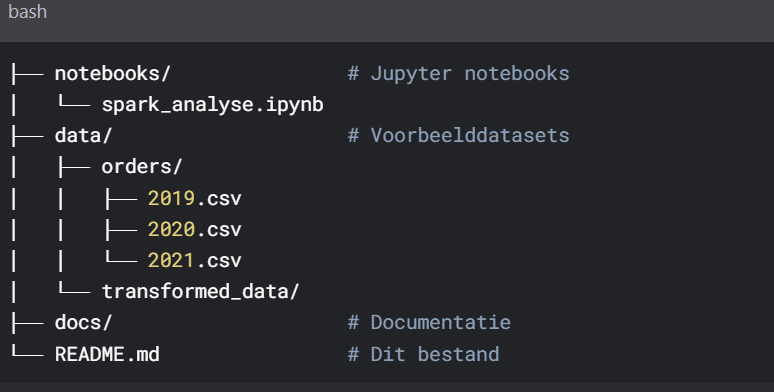 bash
├── notebooks/ # Jupyter notebooks
│   └── spark_analyse.ipynb
├── data/ # Voorbeelddatasets
│   ├── orders/
│   │   ├── 2019.csv
│   │   ├── 2020.csv
│   │   └── 2021.csv
│   └── transformed_data/
├── docs/ # Documentatie
└── README.md # Dit bestand